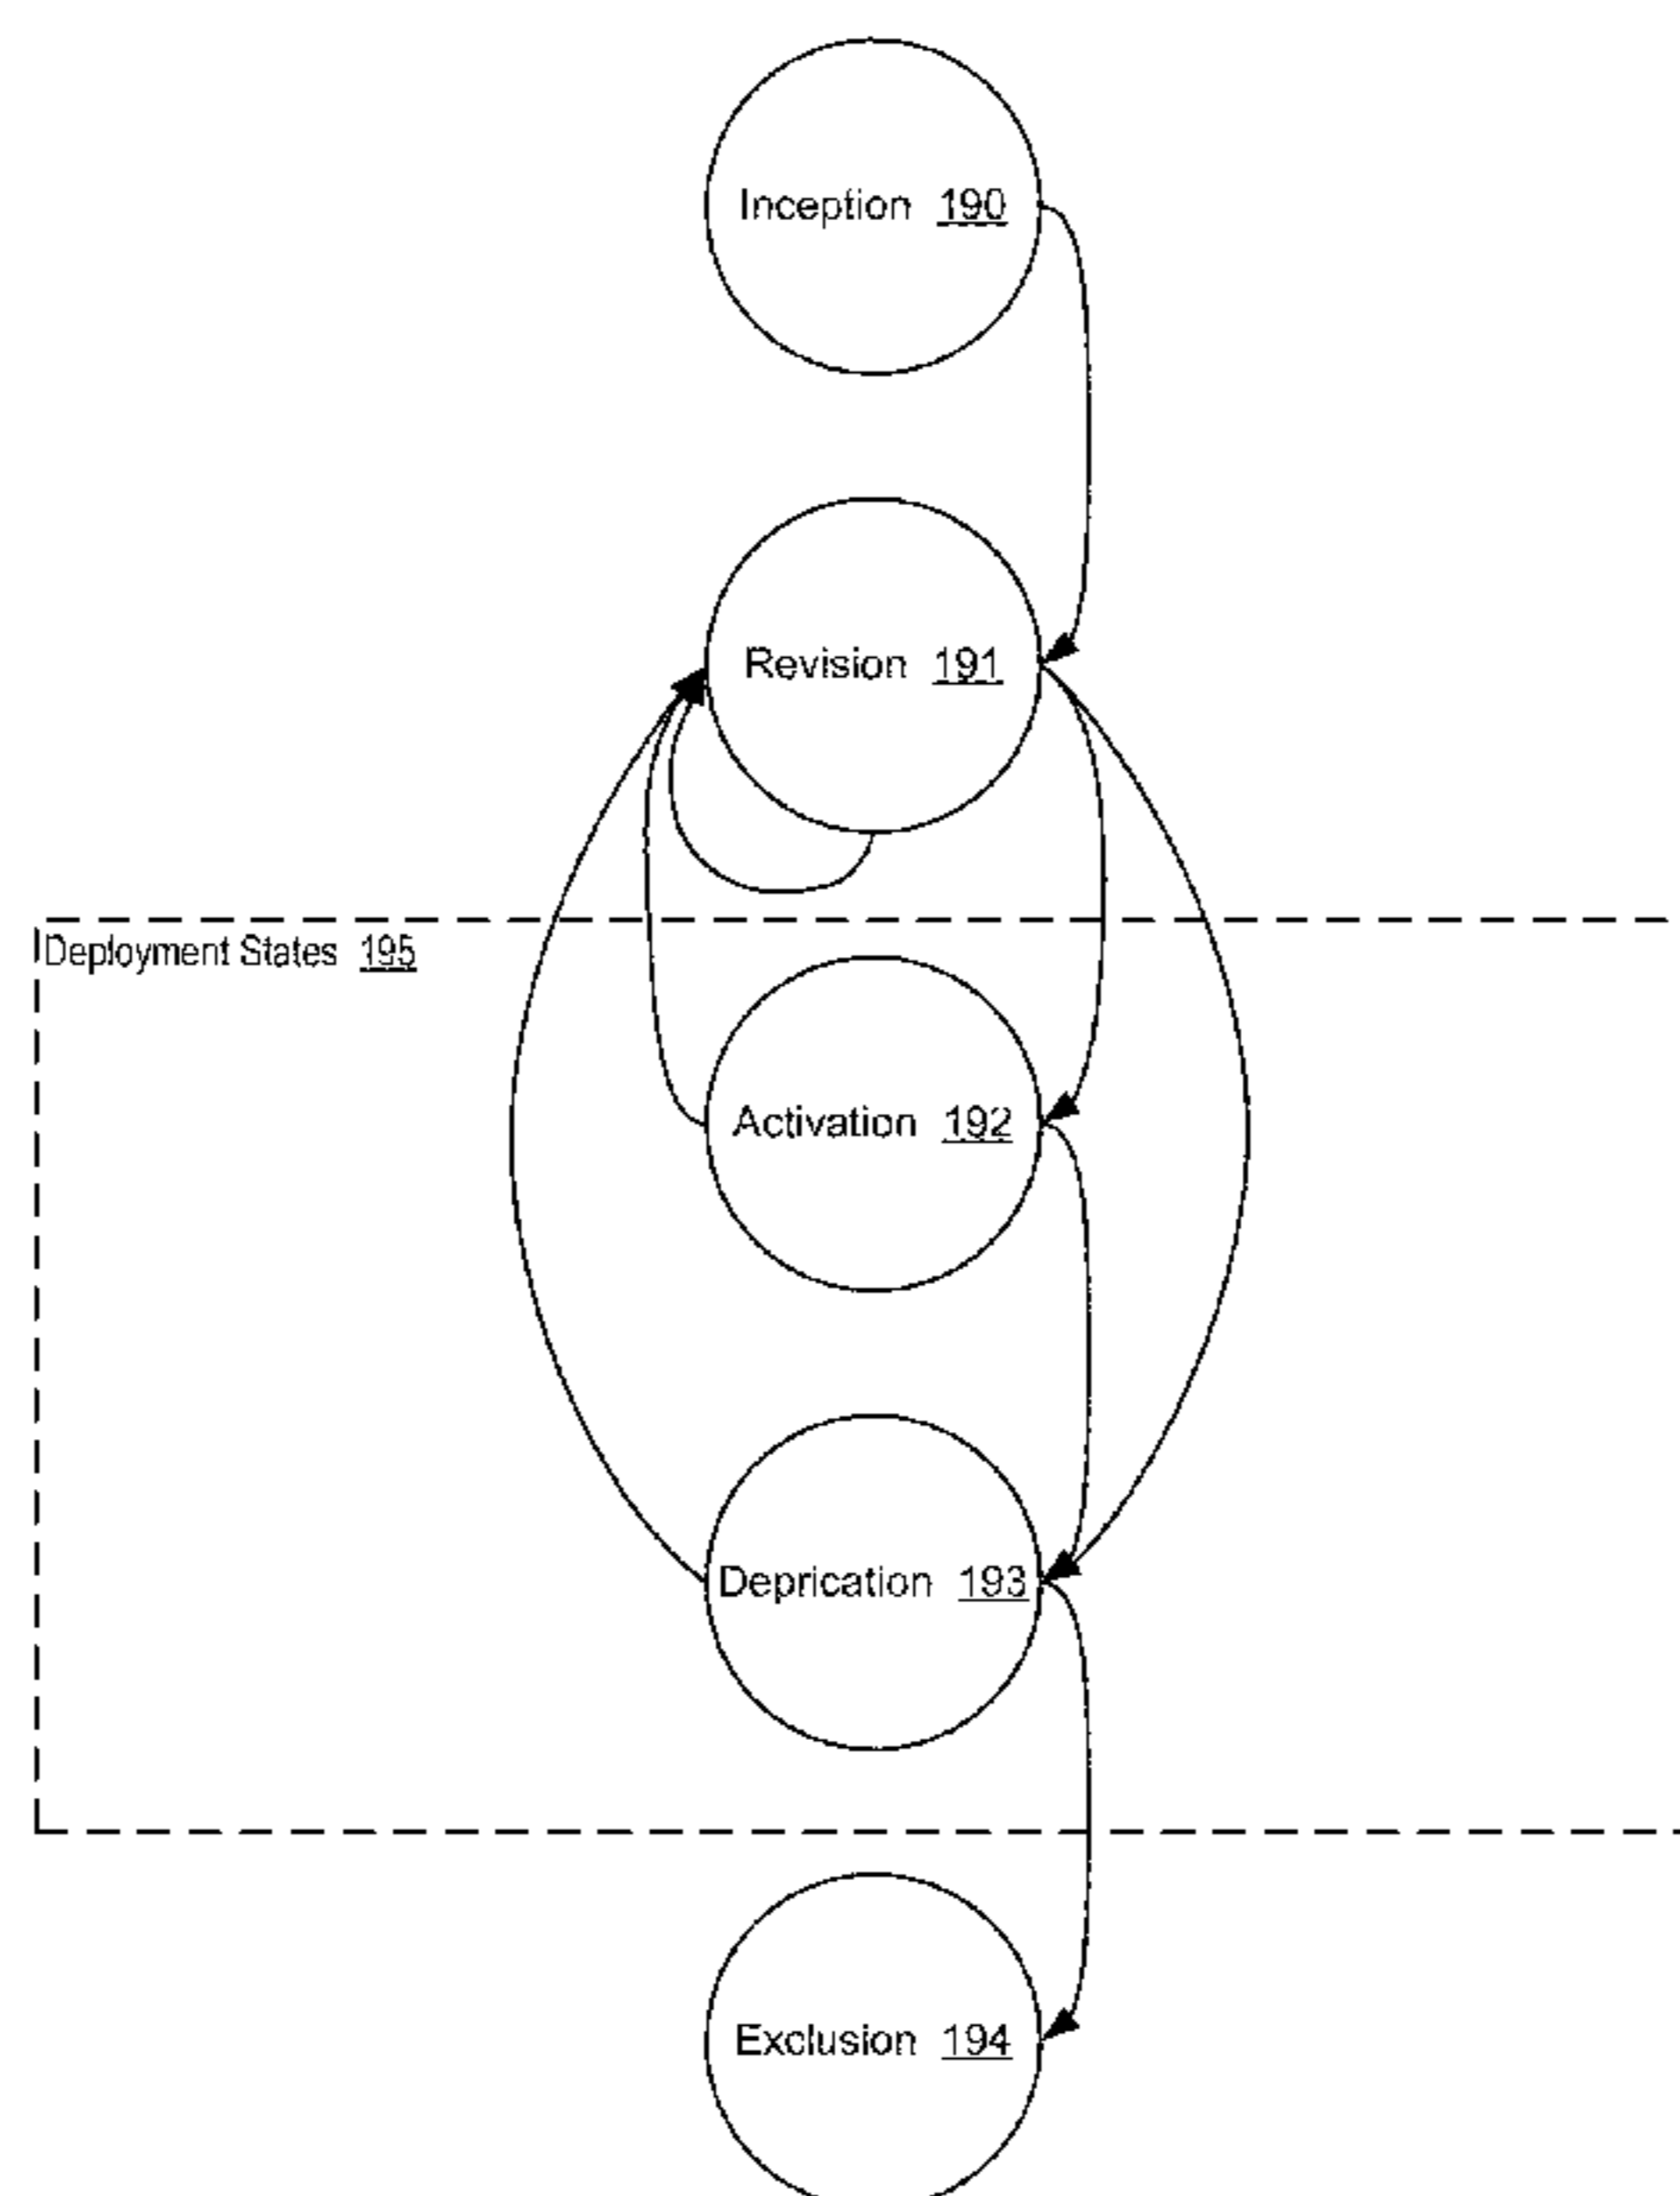 Inception 190
Revision 191
Deployment States 195
Activation 192
Deprication 193
Exclusion 194